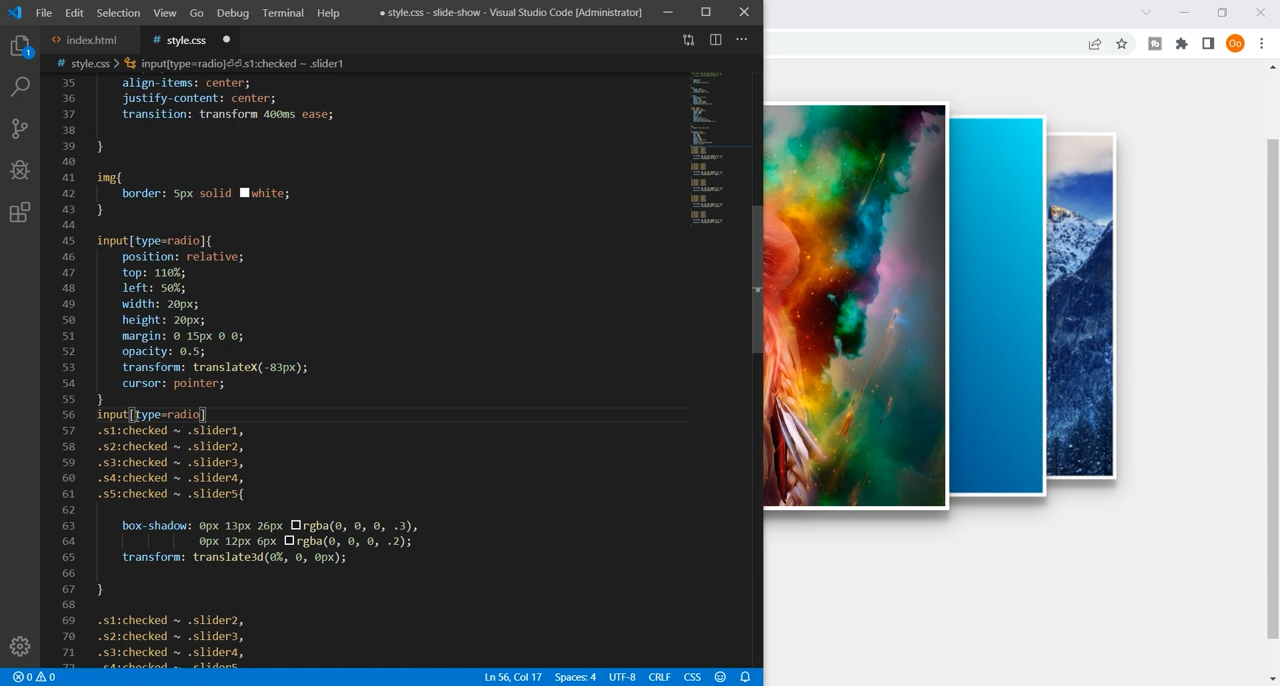 File Edit Selection View Go Debug Terminal Help ● style.css - slide-show - Visual Studio Code [Administrator]
<> index.html # style.css ●
# style.css > input[type=radio]⏎⏎.s1:checked ~ .slider1
1
Oo
35 align-items: center;
36 justify-content: center;
37 transition: transform 400ms ease;
38
39 }
40
41 img{
42 border: 5px solid white;
43 }
44
45 input[type=radio]{
46 position: relative;
47 top: 110%;
48 left: 50%;
49 width: 20px;
50 height: 20px;
51 margin: 0 15px 0 0;
52 opacity: 0.5;
53 transform: translateX(-83px);
54 cursor: pointer;
55 }
56 input[type=radio]
57 .s1:checked ~ .slider1,
58 .s2:checked ~ .slider2,
59 .s3:checked ~ .slider3,
60 .s4:checked ~ .slider4,
61 .s5:checked ~ .slider5{
62
63 box-shadow: 0px 13px 26px rgba(0, 0, 0, .3),
64 0px 12px 6px rgba(0, 0, 0, .2);
65 transform: translate3d(0%, 0, 0px);
66
67 }
68
69 .s1:checked ~ .slider2,
70 .s2:checked ~ .slider3,
71 .s3:checked ~ .slider4,
72 .s4:checked ~ .slider5
0 0 Ln 56, Col 17 Spaces: 4 UTF-8 CRLF CSS